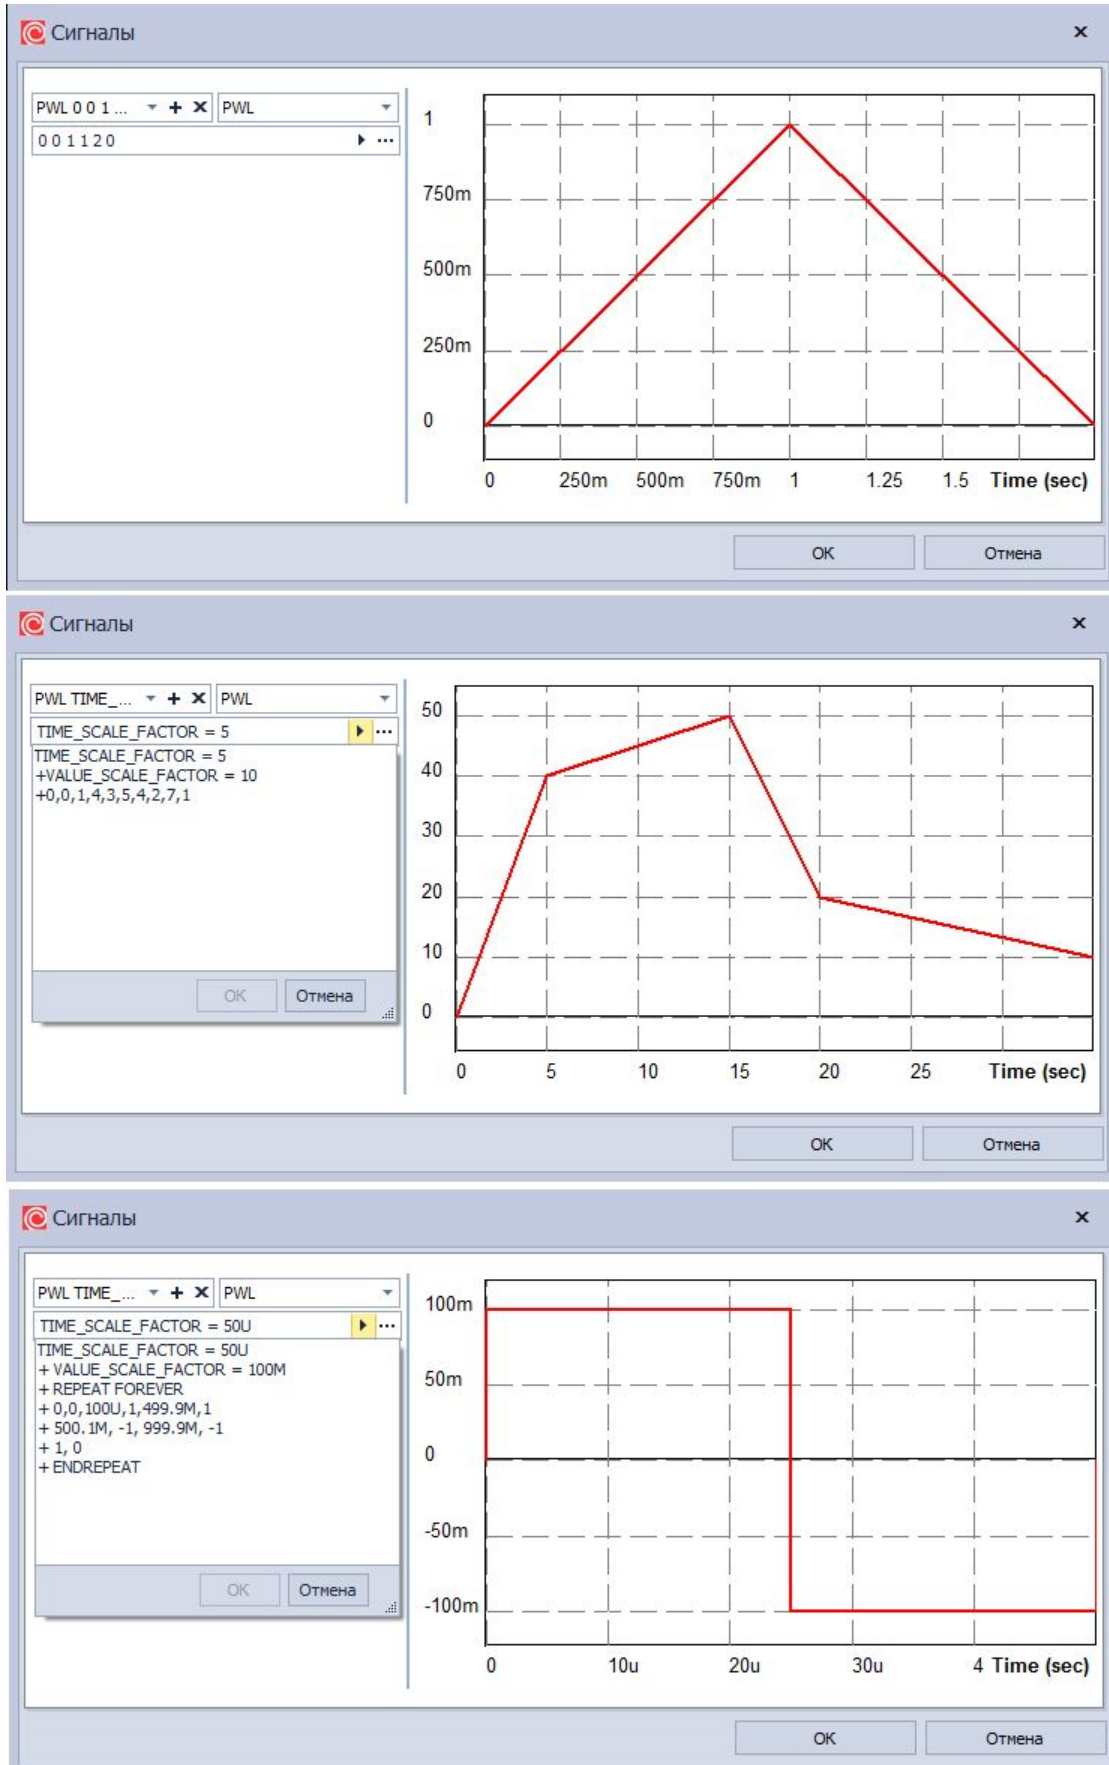 Сигналы
PWL 0 0 1 ...
PWL
0 0 1 1 2 0
1
750m
500m
250m
0
0 250m 500m 750m 1 1.25 1.5 Time (sec)
ОК
Отмена
Сигналы
PWL TIME_...
PWL
TIME_SCALE_FACTOR = 5
TIME_SCALE_FACTOR = 5
+VALUE_SCALE_FACTOR = 10
+0,0,1,4,3,5,4,2,7,1
ОК
Отмена
50
40
30
20
10
0
0 5 10 15 20 25 Time (sec)
ОК
Отмена
Сигналы
PWL TIME_...
PWL
TIME_SCALE_FACTOR = 50U
TIME_SCALE_FACTOR = 50U
+ VALUE_SCALE_FACTOR = 100M
+ REPEAT FOREVER
+ 0,0,100U,1,499.9M,1
+ 500.1M, -1, 999.9M, -1
+ 1, 0
+ ENDREPEAT
ОК
Отмена
100m
50m
0
-50m
-100m
0 10u 20u 30u 4 Time (sec)
ОК
Отмена